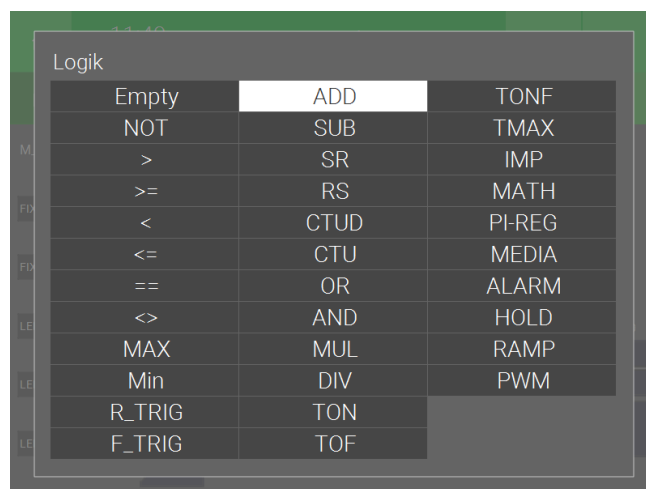 Logik
Empty ADD TONF
NOT SUB TMAX
> SR IMP
>= RS MATH
< CTUD PI-REG
<= CTU MEDIA
== OR ALARM
<> AND HOLD
MAX MUL RAMP
Min DIV PWM
R_TRIG TON
F_TRIG TOF